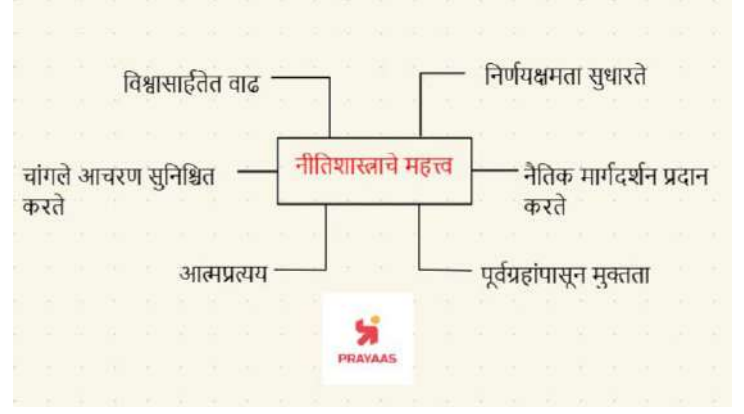 विश्वासार्हतेत वाढ
निर्णयक्षमता सुधारते
नीतिशास्त्राचे महत्त्व
चांगले आचरण सुनिश्चित
करते
नैतिक मार्गदर्शन प्रदान
करते
आत्मप्रत्यय
पूर्वग्रहांपासून मुक्तता
PRAYAAS